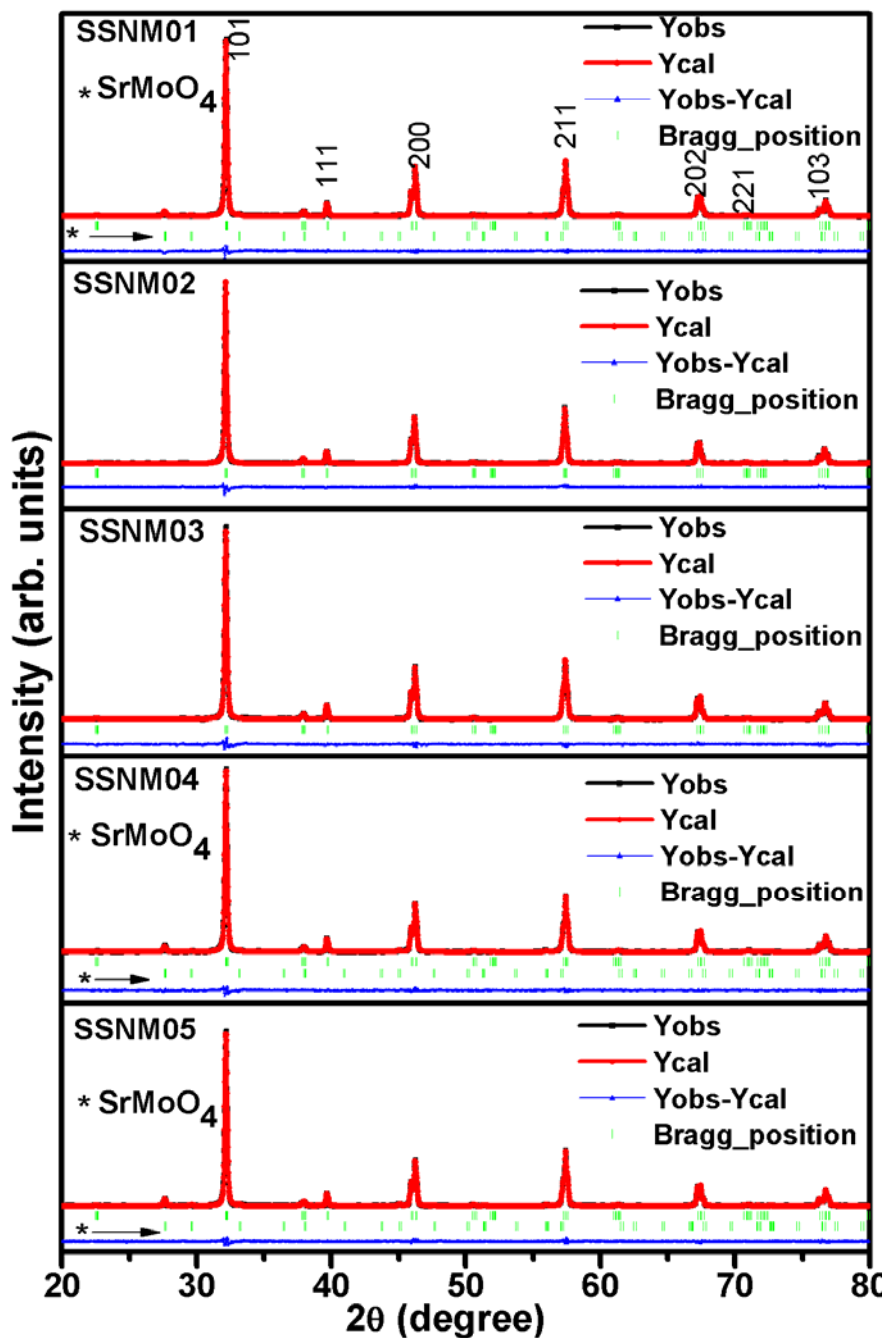 SSNM01
* SrMoO4
101
111
200
211
202
221
103
Yobs
Ycal
Yobs-Ycal
Bragg_position
*
SSNM02
Yobs
Ycal
Yobs-Ycal
Bragg_position
SSNM03
Yobs
Ycal
Yobs-Ycal
Bragg_position
SSNM04
* SrMoO4
Yobs
Ycal
Yobs-Ycal
Bragg_position
*
SSNM05
* SrMoO4
Yobs
Ycal
Yobs-Ycal
Bragg_position
*
Intensity (arb. units)
20 30 40 50 60 70 80
2θ (degree)